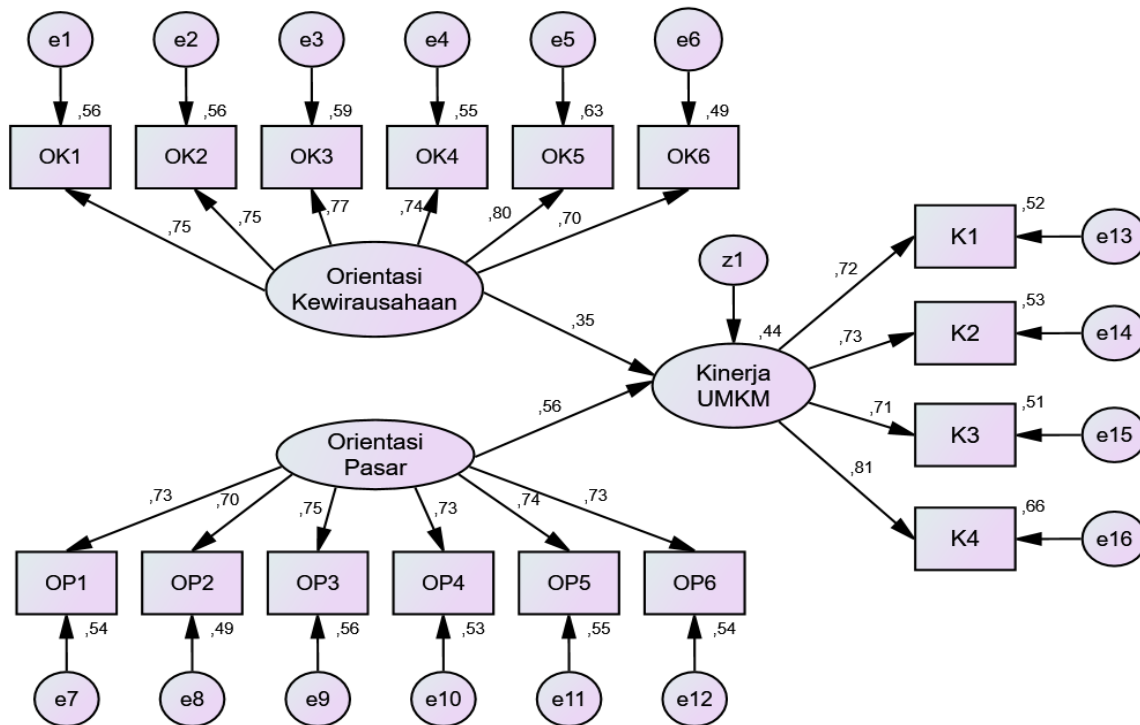 e1 e2 e3 e4 e5 e6
,56 ,56 ,59 ,55 ,63 ,49
OK1 OK2 OK3 OK4 OK5 OK6
,75 ,75 ,77 ,74 ,80 ,70
Orientasi
Kewirausahaan
,35
z1
,44
Kinerja
UMKM
,56
Orientasi
Pasar
,73 ,70 ,75 ,73 ,74 ,73
OP1 OP2 OP3 OP4 OP5 OP6
,54 ,49 ,56 ,53 ,55 ,54
e7 e8 e9 e10 e11 e12
,72 K1 ,52 e13
,73 K2 ,53 e14
,71 K3 ,51 e15
,81 K4 ,66 e16